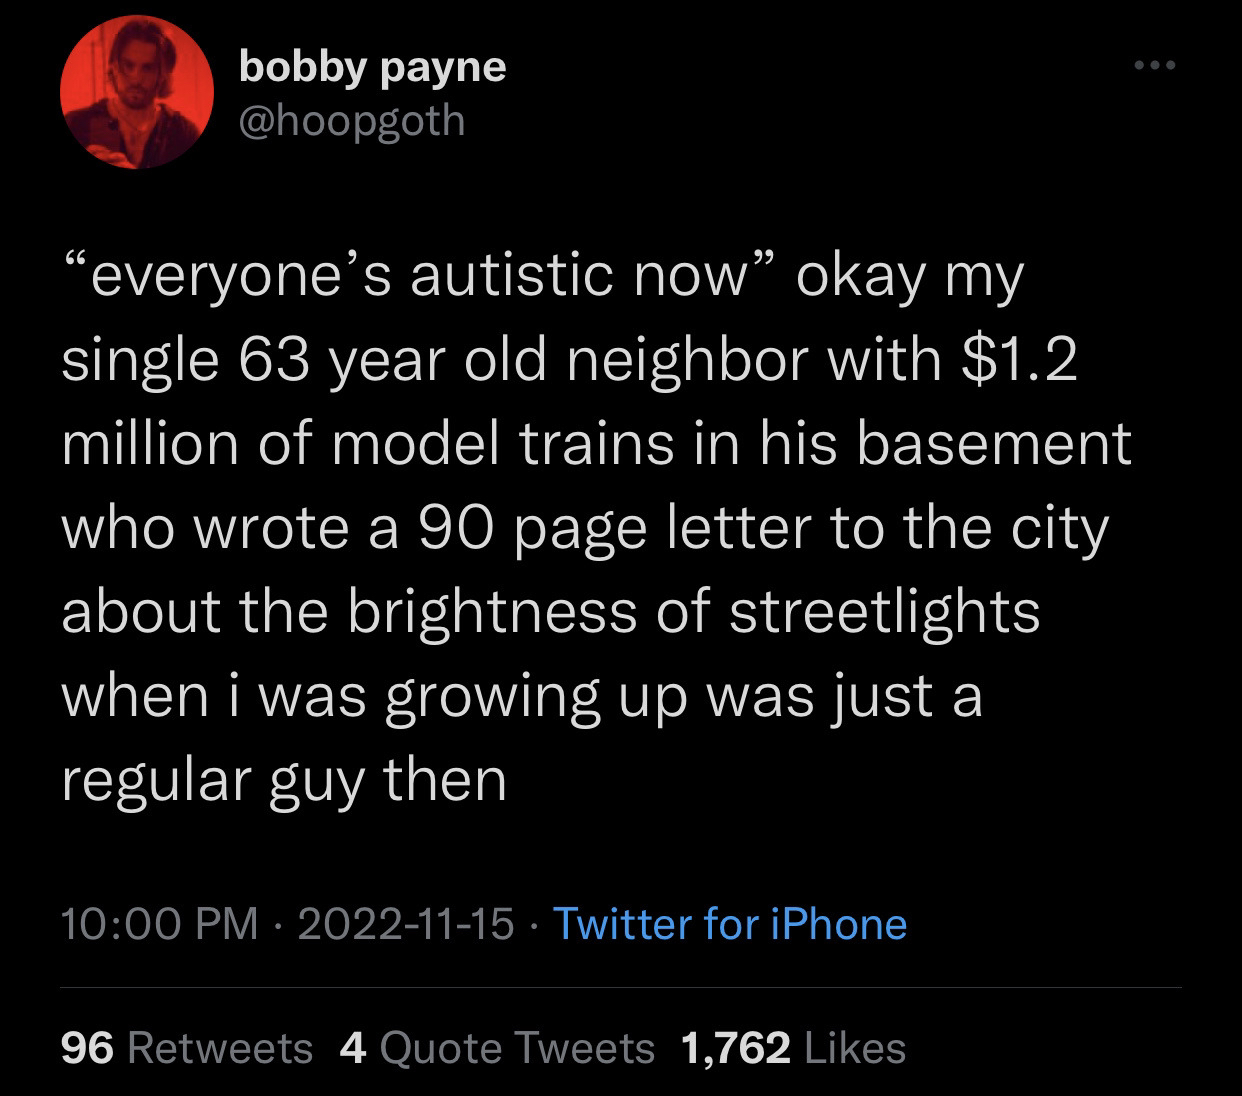 bobby payne
@hoopgoth
“everyone’s autistic now” okay my
single 63 year old neighbor with $1.2
million of model trains in his basement
who wrote a 90 page letter to the city
about the brightness of streetlights
when i was growing up was just a
regular guy then
10:00 PM · 2022-11-15 · Twitter for iPhone
96 Retweets 4 Quote Tweets 1,762 Likes